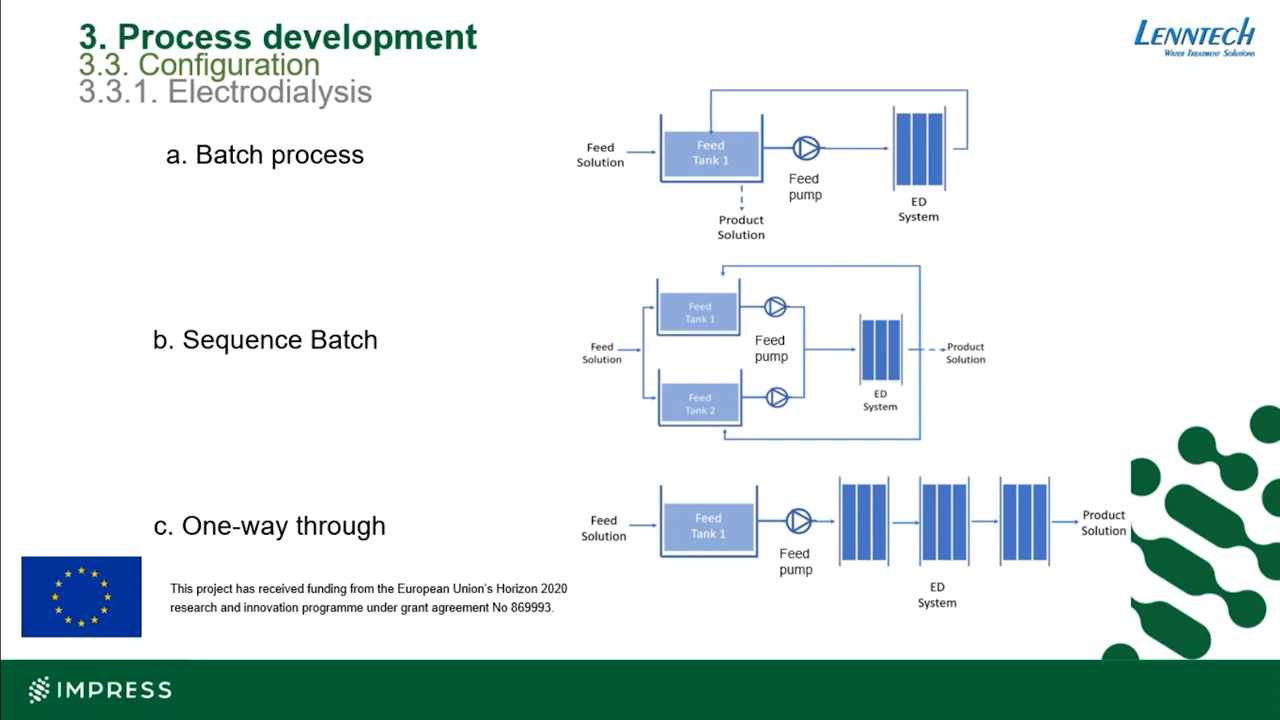 3. Process development
3.3. Configuration
3.3.1. Electrodialysis
LENNTECH
WATER TREATMENT SOLUTIONS
a. Batch process
Feed
Solution
Feed
Tank 1
Feed
pump
ED
System
Product
Solution
b. Sequence Batch
Feed
Solution
Feed
Tank 1
Feed
pump
Feed
Tank 2
ED
System
Product
Solution
c. One-way through
Feed
Solution
Feed
Tank 1
Feed
pump
ED
System
Product
Solution
This project has received funding from the European Union's Horizon 2020
research and innovation programme under grant agreement No 869993.
IMPRESS